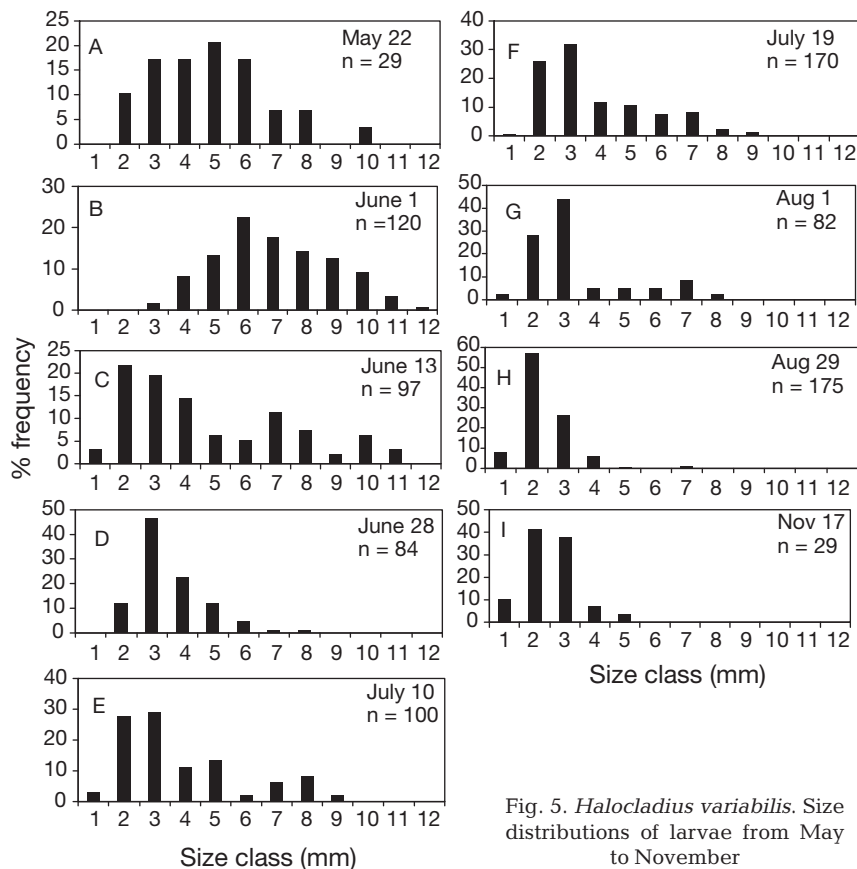 % frequency
A
May 22
n = 29
25
20
15
10
5
0
1 2 3 4 5 6 7 8 9 10 11 12
B
June 1
n =120
30
20
10
0
1 2 3 4 5 6 7 8 9 10 11 12
C
June 13
n = 97
25
20
15
10
5
0
1 2 3 4 5 6 7 8 9 10 11 12
D
June 28
n = 84
50
40
30
20
10
0
1 2 3 4 5 6 7 8 9 10 11 12
E
July 10
n = 100
40
30
20
10
0
1 2 3 4 5 6 7 8 9 10 11 12
Size class (mm)
F
July 19
n = 170
40
30
20
10
0
1 2 3 4 5 6 7 8 9 10 11 12
G
Aug 1
n = 82
50
40
30
20
10
0
1 2 3 4 5 6 7 8 9 10 11 12
H
Aug 29
n = 175
60
50
40
30
20
10
0
1 2 3 4 5 6 7 8 9 10 11 12
I
Nov 17
n = 29
50
40
30
20
10
0
1 2 3 4 5 6 7 8 9 10 11 12
Size class (mm)
Fig. 5. Halocladius variabilis. Size
distributions of larvae from May
to November